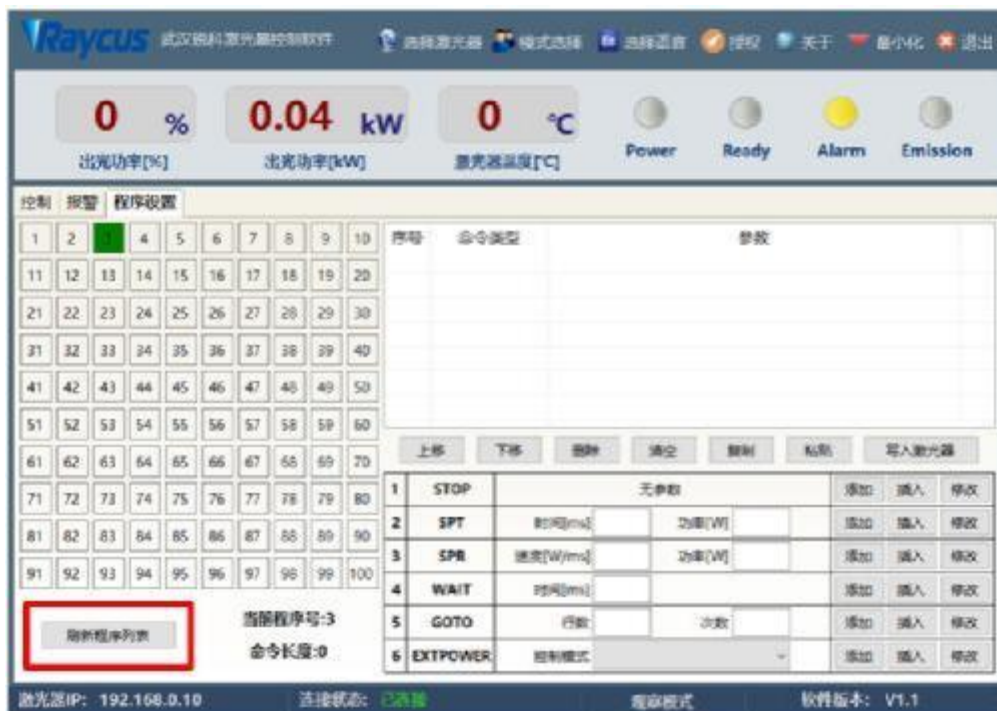 Raycus 武汉锐科激光器控制软件 选择激光器 模式选择 选择语言 授权 关于 最小化 退出
0 % 0.04 kW 0 ℃
出光功率[%] 出光功率[kW] 激光器温度[℃] Power Ready Alarm Emission
控制 报警 程序设置
1 2 3 4 5 6 7 8 9 10 序号 命令类型 参数
11 12 13 14 15 16 17 18 19 20
21 22 23 24 25 26 27 28 29 30
31 32 33 34 35 36 37 38 39 40
41 42 43 44 45 46 47 48 49 50
51 52 53 54 55 56 57 58 59 60
上移 下移 删除 清空 复制 粘贴 写入激光器
61 62 63 64 65 66 67 68 69 70
71 72 73 74 75 76 77 78 79 80
81 82 83 84 85 86 87 88 89 90
91 92 93 94 95 96 97 98 99 100
1 STOP 无参数 添加 插入 修改
2 SPT 时间[ms] 功率[W] 添加 插入 修改
3 SPR 速度[W/ms] 功率[W] 添加 插入 修改
4 WAIT 时间[ms] 添加 插入 修改
5 GOTO 行数 次数 添加 插入 修改
6 EXTPOWER 控制模式 添加 插入 修改
刷新程序列表
当前程序号:3
命令长度:0
激光器IP: 192.168.0.10 连接状态: 已连接 观察模式 软件版本: V1.1